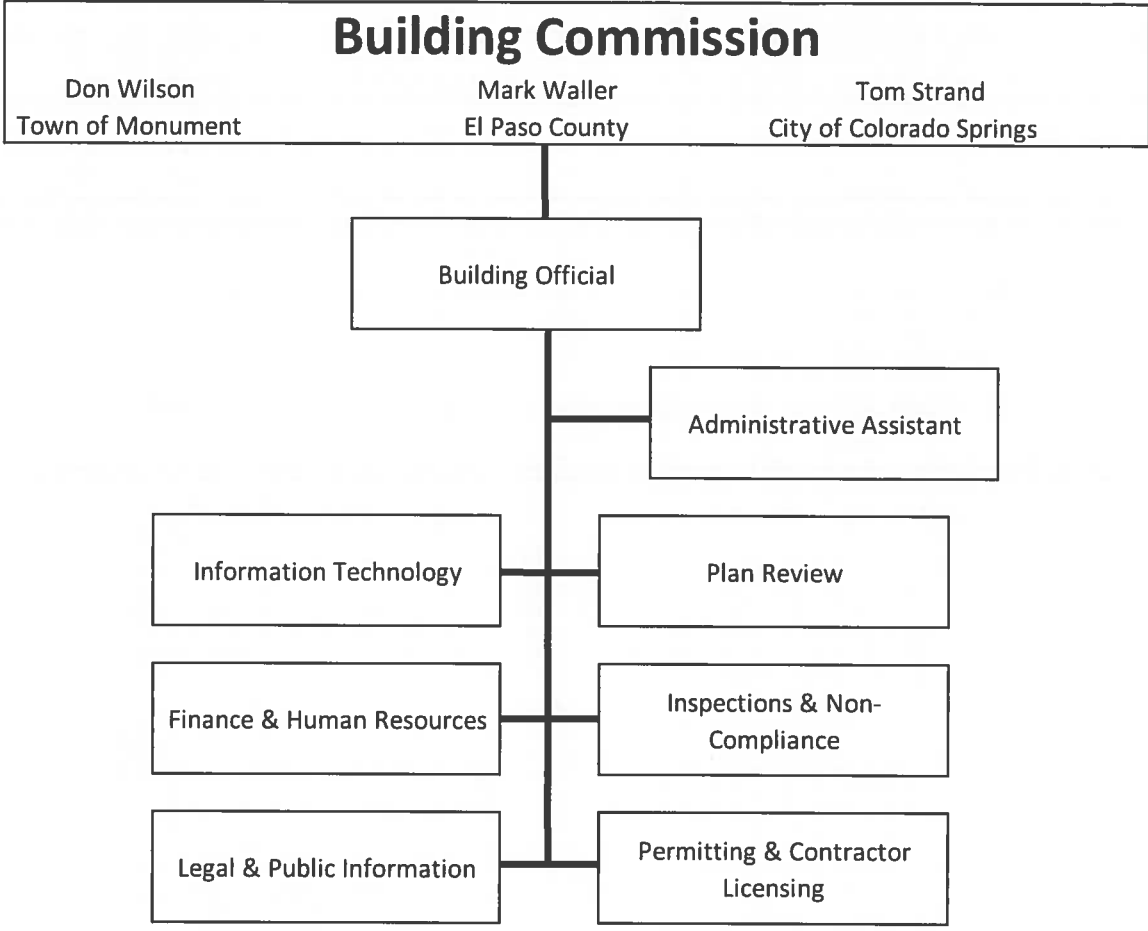 Building Commission
Don Wilson
Town of Monument
Mark Waller
El Paso County
Tom Strand
City of Colorado Springs
Building Official
Administrative Assistant
Information Technology
Plan Review
Finance & Human Resources
Inspections & Non-
Compliance
Legal & Public Information
Permitting & Contractor
Licensing